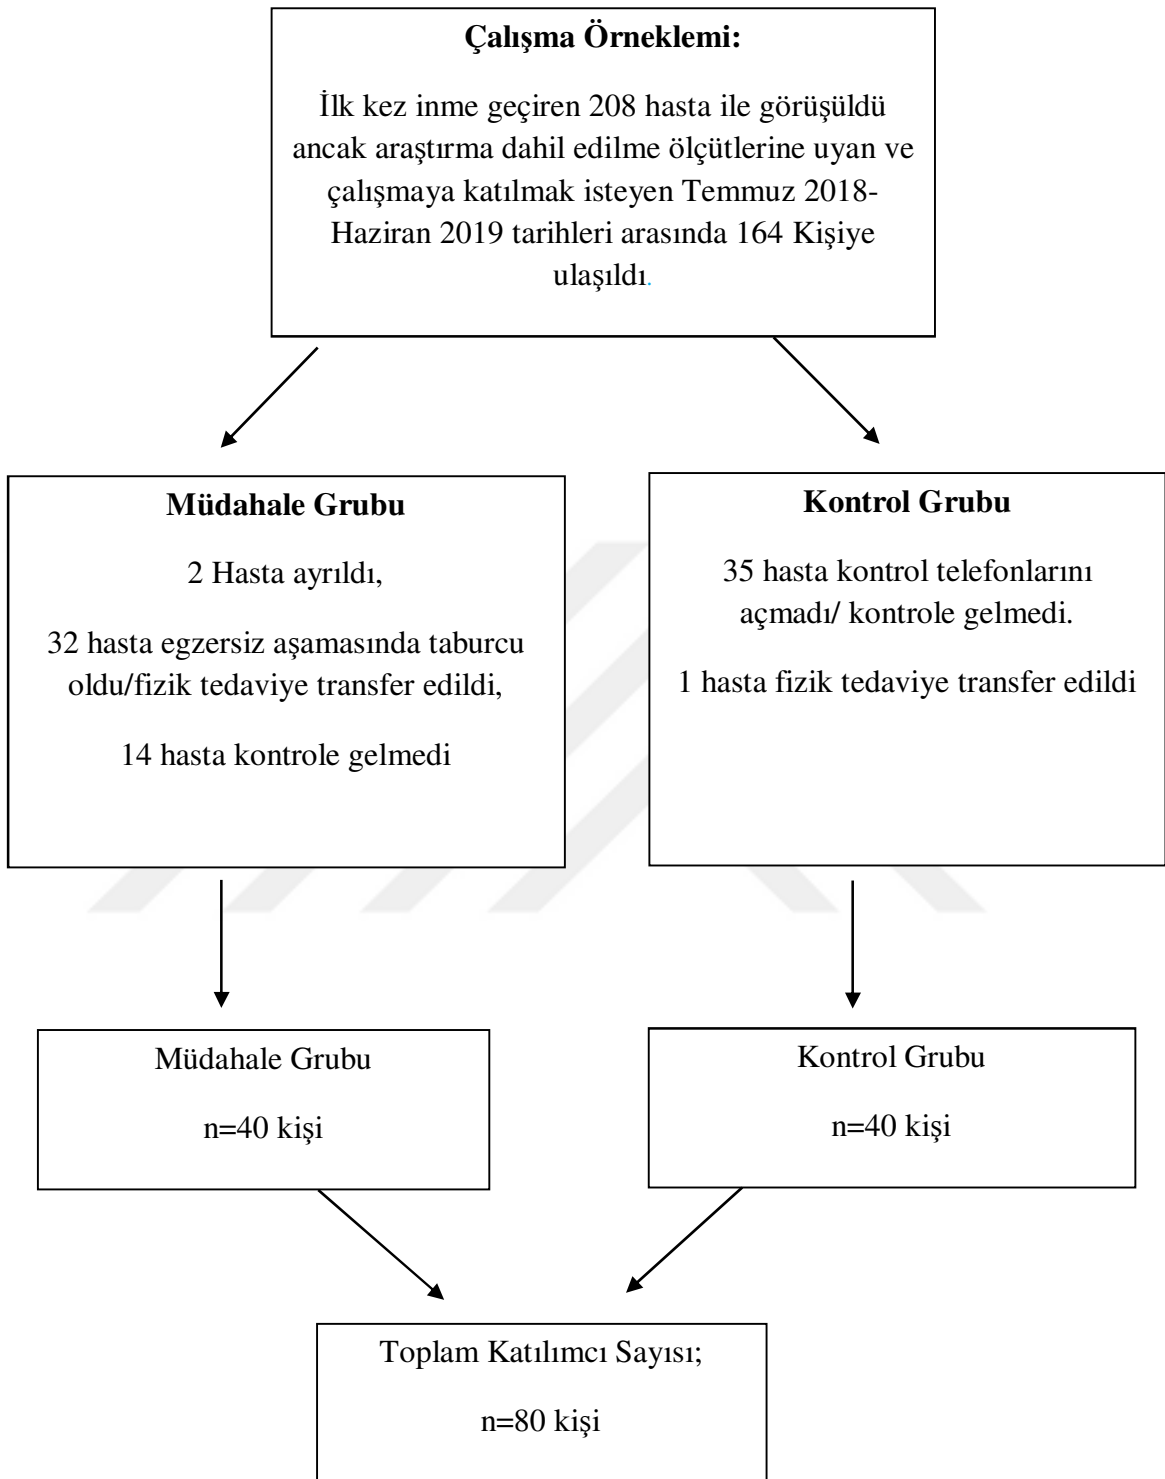 Çalışma Örneklemi:
İlk kez inme geçiren 208 hasta ile görüşüldü
ancak araştırma dahil edilme ölçütlerine uyan ve
çalışmaya katılmak isteyen Temmuz 2018-
Haziran 2019 tarihleri arasında 164 Kişiye
ulaşıldı.
Müdahale Grubu
2 Hasta ayrıldı,
32 hasta egzersiz aşamasında taburcu
oldu/fizik tedaviye transfer edildi,
14 hasta kontrole gelmedi
Kontrol Grubu
35 hasta kontrol telefonlarını
açmadı/ kontrole gelmedi.
1 hasta fizik tedaviye transfer edildi
Müdahale Grubu
n=40 kişi
Kontrol Grubu
n=40 kişi
Toplam Katılımcı Sayısı;
n=80 kişi